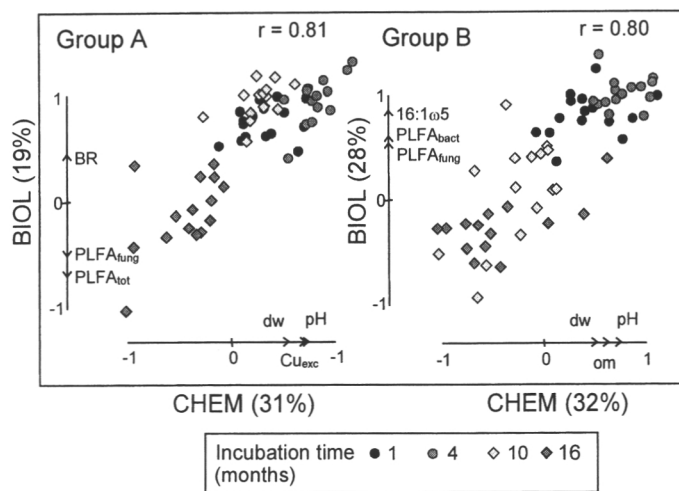 Group A
r = 0.81
Group B
r = 0.80
BIOL (19%)
1
0
-1
BR
PLFAfung
PLFAtot
dw
pH
Cuexc
-1
0
-1
CHEM (31%)
BIOL (28%)
1
0
-1
16:1ω5
PLFAbact
PLFAfung
dw
pH
om
-1
0
1
CHEM (32%)
Incubation time (months)
1
4
10
16